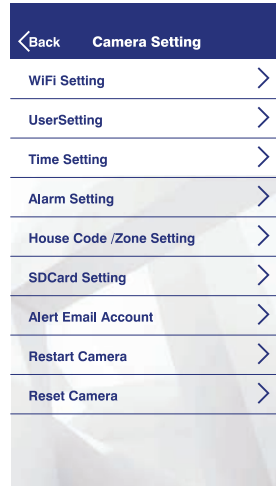 Back Camera Setting
WiFi Setting
UserSetting
Time Setting
Alarm Setting
House Code /Zone Setting
SDCard Setting
Alert Email Account
Restart Camera
Reset Camera